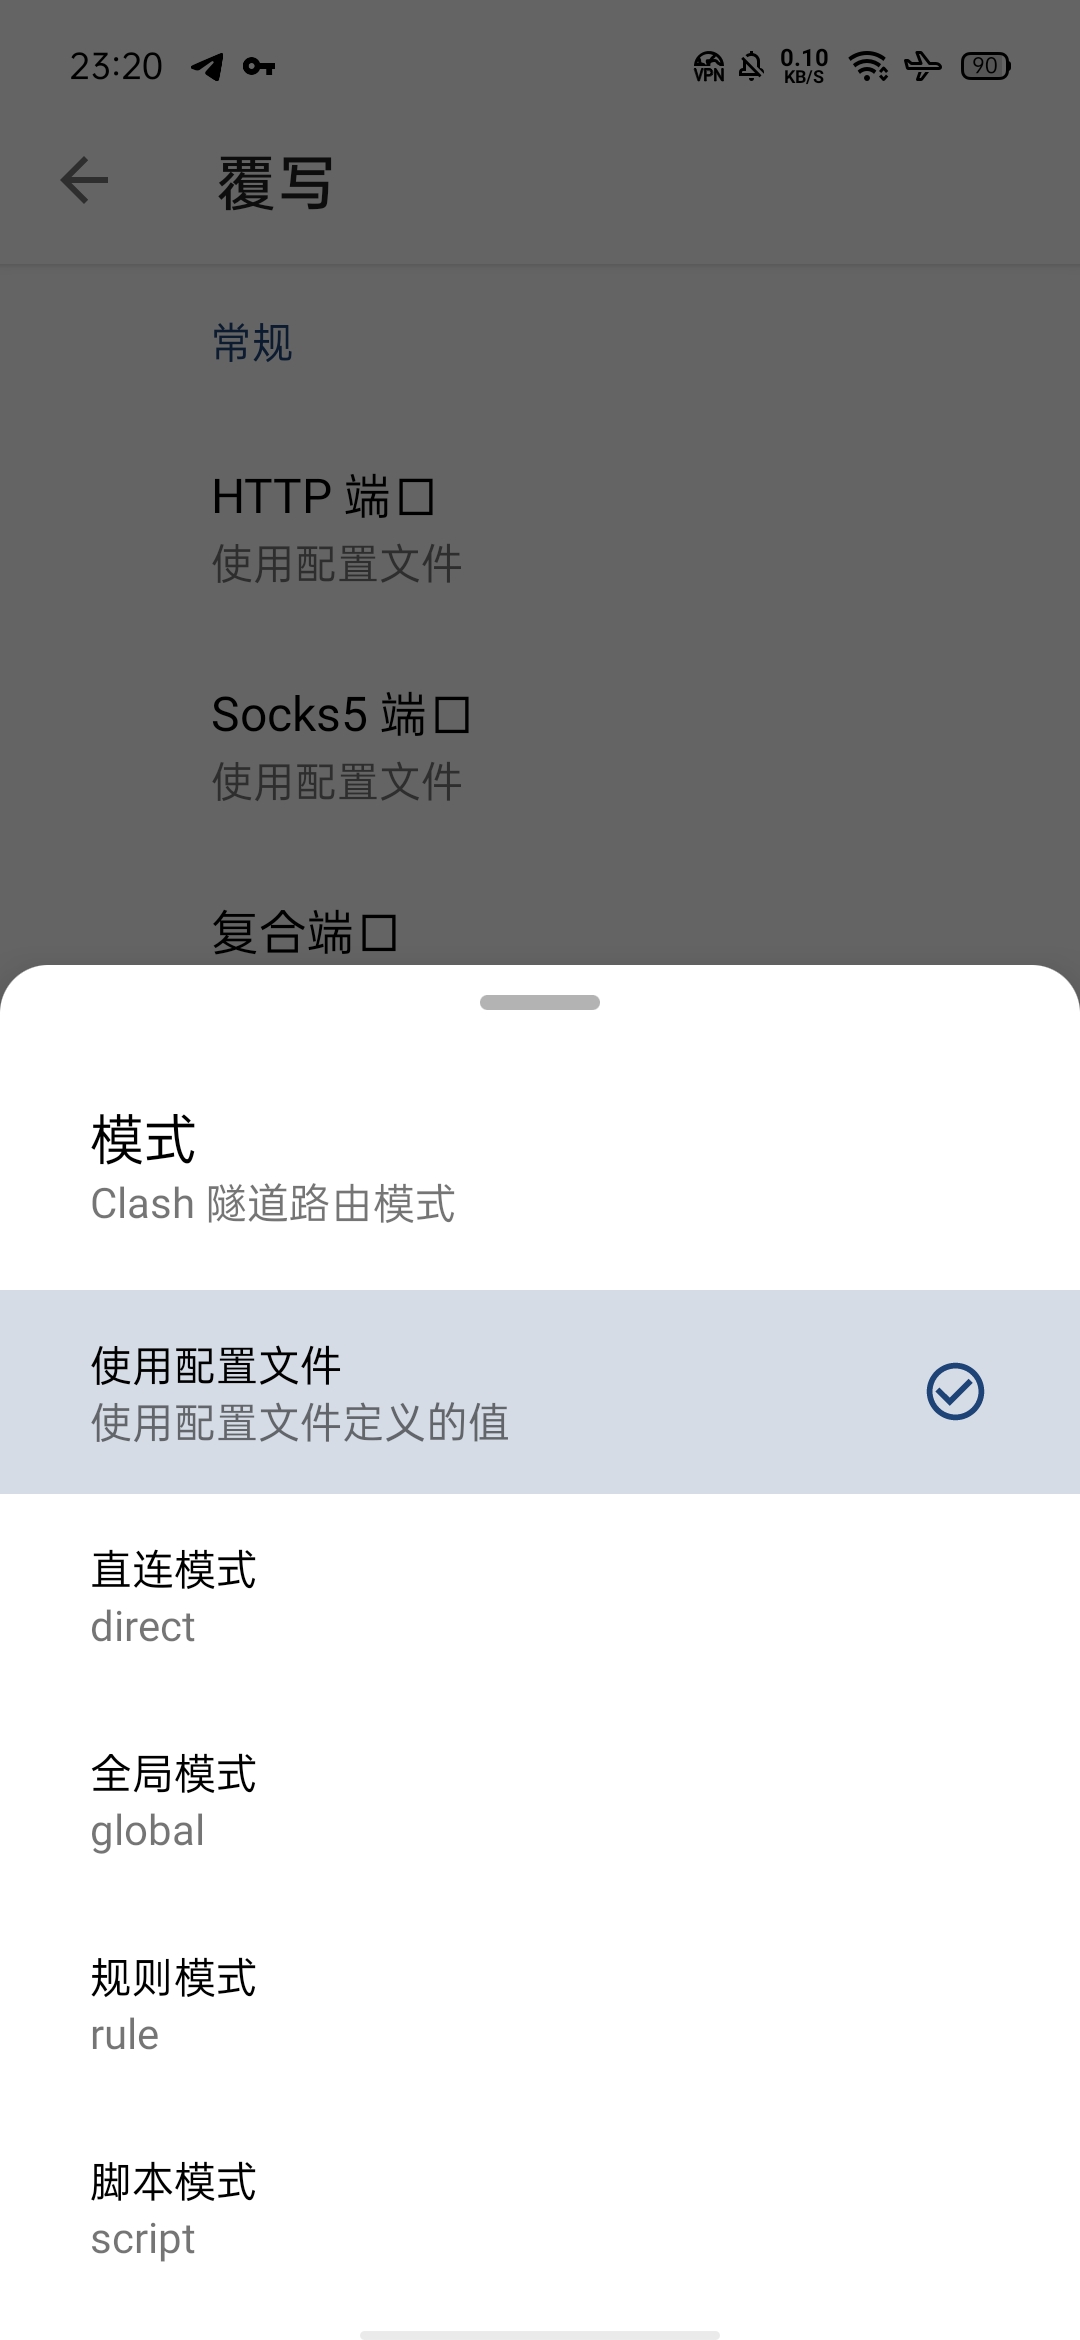 23:20
VPN
0.10
KB/S
90
覆写
常规
HTTP 端口
使用配置文件
Socks5 端口
使用配置文件
复合端口
模式
Clash 隧道路由模式
使用配置文件
使用配置文件定义的值
直连模式
direct
全局模式
global
规则模式
rule
脚本模式
script